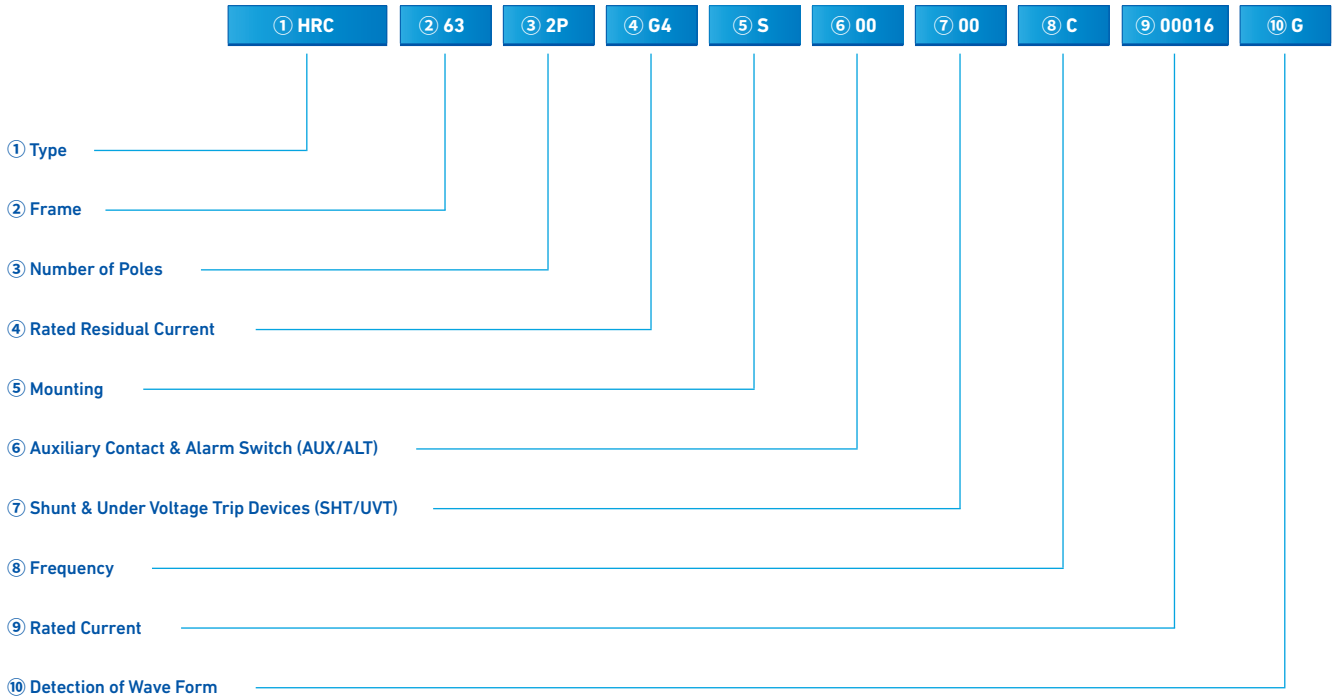 ① HRC ② 63 ③ 2P ④ G4 ⑤ S ⑥ 00 ⑦ 00 ⑧ C ⑨ 00016 ⑩ G
① Type
② Frame
③ Number of Poles
④ Rated Residual Current
⑤ Mounting
⑥ Auxiliary Contact & Alarm Switch (AUX/ALT)
⑦ Shunt & Under Voltage Trip Devices (SHT/UVT)
⑧ Frequency
⑨ Rated Current
⑩ Detection of Wave Form